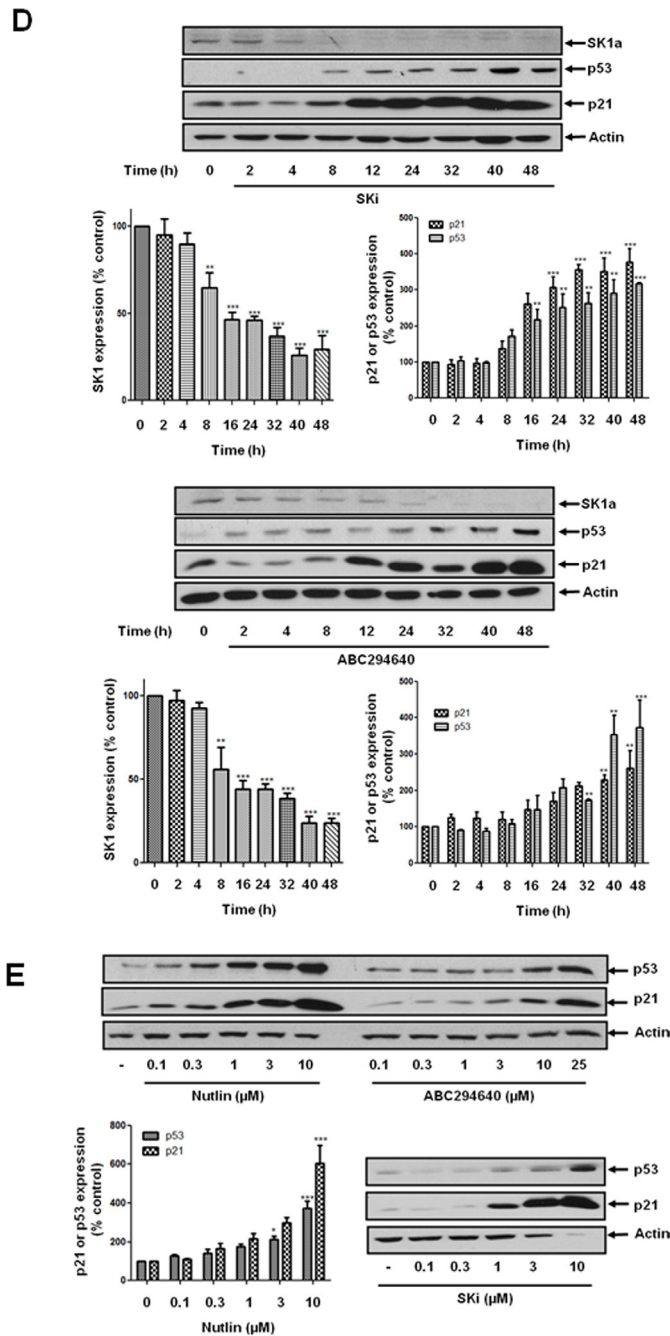 D
SK1a
p53
p21
Actin
Time (h) 0 2 4 8 12 24 32 40 48
SKi
SK1 expression (% control)
100
50
0
** *** *** *** *** ***
0 2 4 8 16 24 32 40 48
Time (h)
p21 or p53 expression
(% control)
500
400
300
200
100
0
p21
p53
** *** ** *** ** *** ** *** ***
0 2 4 8 16 24 32 40 48
Time (h)
SK1a
p53
p21
Actin
Time (h) 0 2 4 8 12 24 32 40 48
ABC294640
SK1 expression (% control)
100
50
0
** *** *** *** *** ***
0 2 4 8 16 24 32 40 48
Time (h)
p21 or p53 expression
(% control)
500
400
300
200
100
0
p21
p53
** ** ** ** ***
0 2 4 8 16 24 32 40 48
Time (h)
E
p53
p21
Actin
- 0.1 0.3 1 3 10 0.1 0.3 1 3 10 25
Nutlin (µM) ABC294640 (µM)
p21 or p53 expression
(% control)
800
600
400
200
0
p53
p21
* *** ***
0 0.1 0.3 1 3 10
Nutlin (µM)
p53
p21
Actin
- 0.1 0.3 1 3 10
SKi (µM)